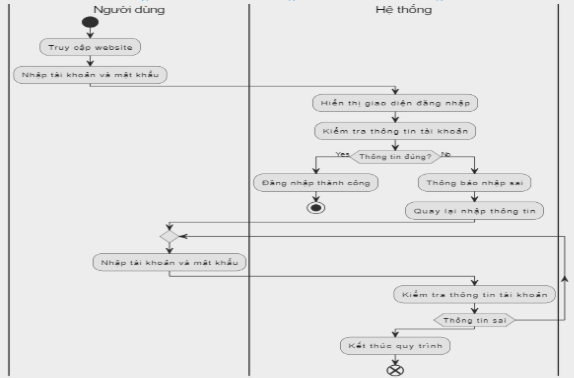 Người dùng
Hệ thống
Truy cập website
Nhập tài khoản và mật khẩu
Hiển thị giao diện đăng nhập
Kiểm tra thông tin tài khoản
Yes
Thông tin đúng?
No
Đăng nhập thành công
Thông báo nhập sai
Quay lại nhập thông tin
Nhập tài khoản và mật khẩu
Kiểm tra thông tin tài khoản
Thông tin sai
Kết thúc quy trình